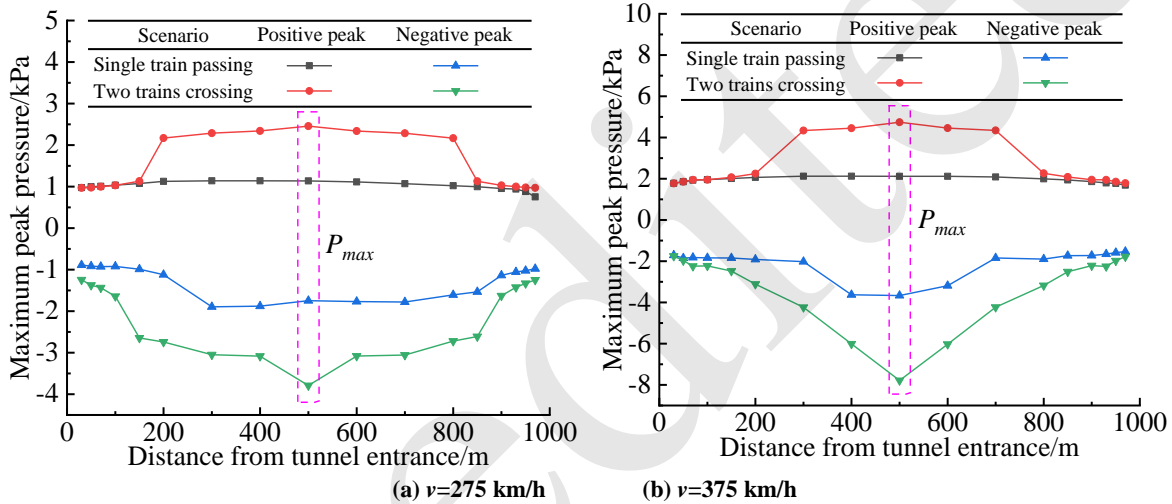 Scenario Positive peak Negative peak
Single train passing
Two trains crossing
5
4
3
2
1
0
-1
-2
-3
-4
Maximum peak pressure/kPa
P_max
0 200 400 600 800 1000
Distance from tunnel entrance/m
(a) v=275 km/h
Scenario Positive peak Negative peak
Single train passing
Two trains crossing
10
8
6
4
2
0
-2
-4
-6
-8
Maximum peak pressure/kPa
P_max
0 200 400 600 800 1000
Distance from tunnel entrance/m
(b) v=375 km/h